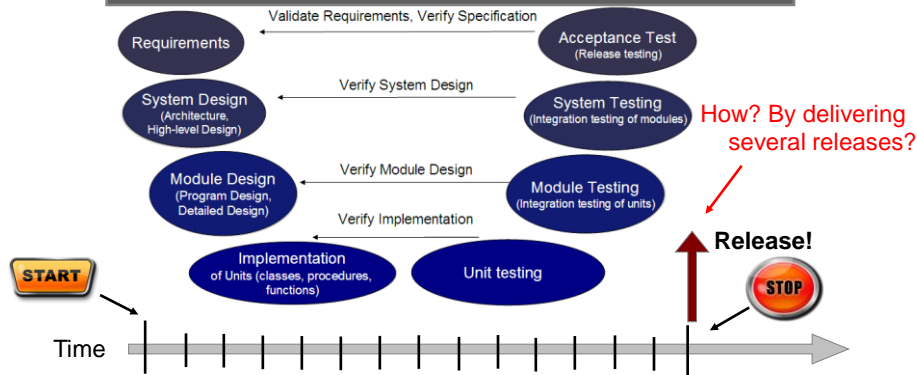 Validate Requirements, Verify Specification
Requirements
Acceptance Test
(Release testing)
Verify System Design
System Design
(Architecture,
High-level Design)
System Testing
(Integration testing of modules)
How? By delivering
several releases?
Verify Module Design
Module Design
(Program Design,
Detailed Design)
Module Testing
(Integration testing of units)
Verify Implementation
Implementation
of Units (classes, procedures,
functions)
Unit testing
Release!
START
STOP
Time